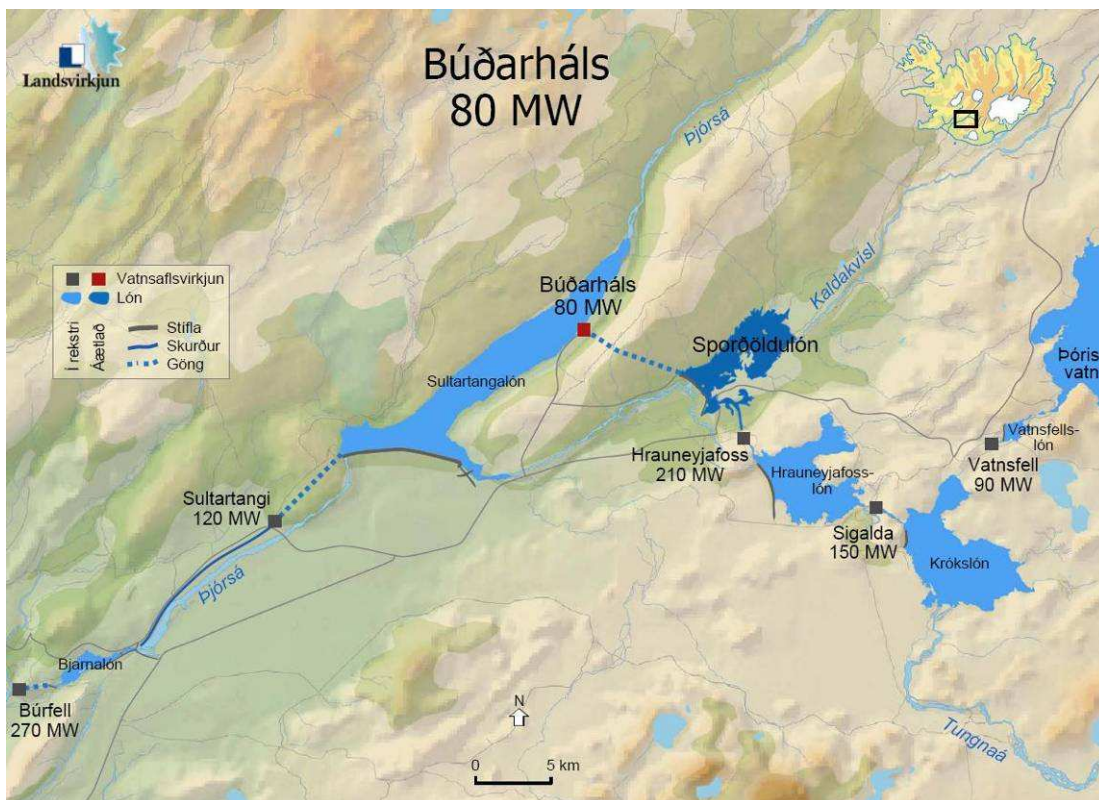 Landsvirkjun
Búðarháls
80 MW
Þjórsá
Kaldakvísl
Vatnsaflsvirkjun
Lón
Í rekstri
Áætlað
Stífla
Skurður
Göng
Búðarháls
80 MW
Sporðöldulón
Sultartangalón
Þóris
vatn
Vatnsfells-
lón
Vatnsfell
90 MW
Hrauneyjafoss
210 MW
Hrauneyjafoss-
lón
Sigalda
150 MW
Krókslón
Sultartangi
120 MW
Þjórsá
Bjarnalón
Búrfell
270 MW
N
0 5 km
Tungnaá